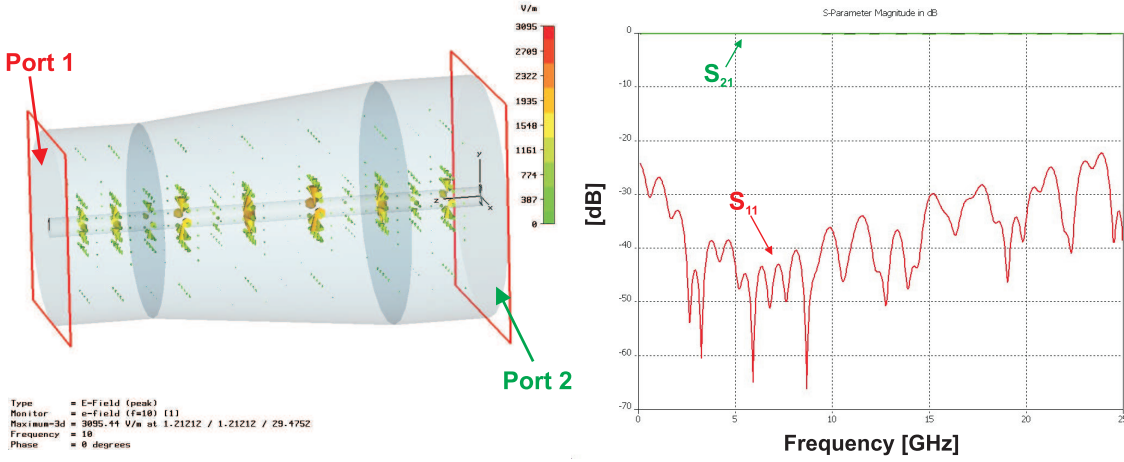 V/m
3095
2709
2322
1935
1548
1161
774
387
0
Port 1
y
z
x
Port 2
Type = E-Field (peak)
Monitor = e-field (f=10) [1]
Maximum-3d = 3095.44 V/m at 1.21212 / 1.21212 / 29.4752
Frequency = 10
Phase = 0 degrees
S-Parameter Magnitude in dB
0
-10
-20
-30
-40
-50
-60
-70
[dB]
S21
S11
0
5
10
15
20
25
Frequency [GHz]